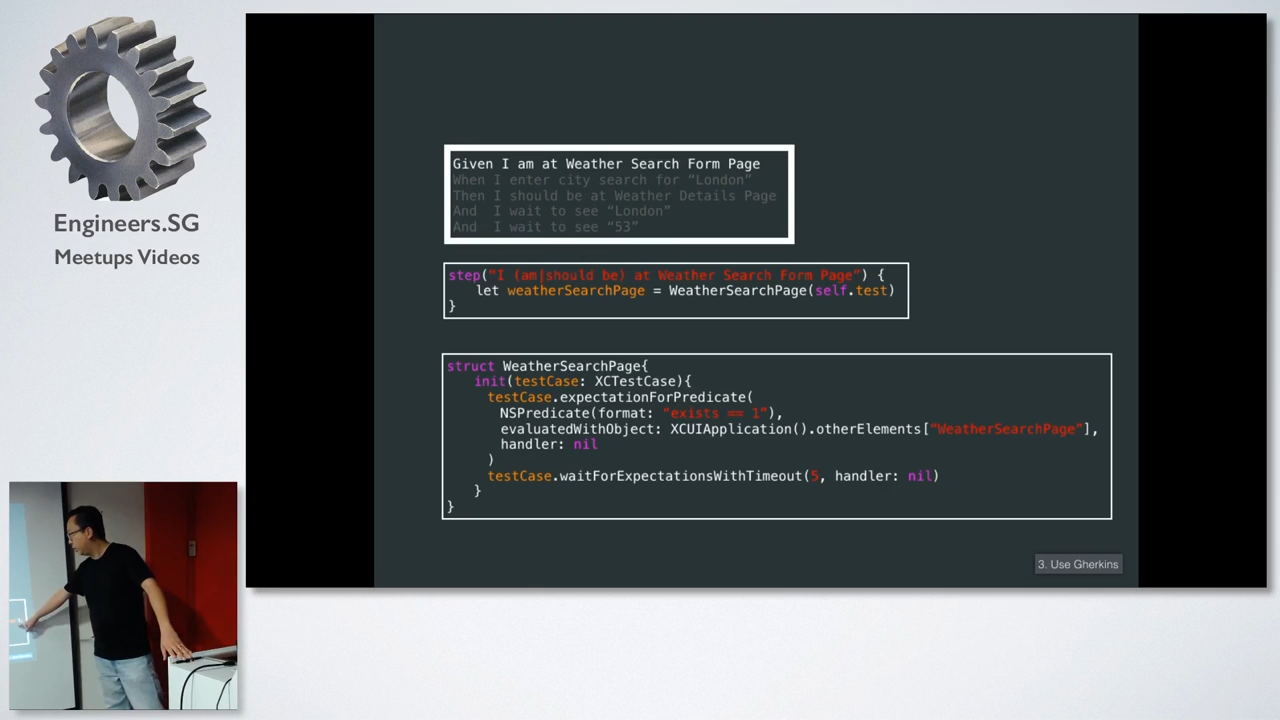 Engineers.SG
Meetups Videos
Given I am at Weather Search Form Page
When I enter city search for “London”
Then I should be at Weather Details Page
And  I wait to see “London”
And  I wait to see “53”
step("I (am|should be) at Weather Search Form Page") {
let weatherSearchPage = WeatherSearchPage(self.test)
}
struct WeatherSearchPage{
init(testCase: XCTestCase){
testCase.expectationForPredicate(
NSPredicate(format: “exists == 1”),
evaluatedWithObject: XCUIApplication().otherElements[“WeatherSearchPage”],
handler: nil
)
testCase.waitForExpectationsWithTimeout(5, handler: nil)
}
}
3. Use Gherkins